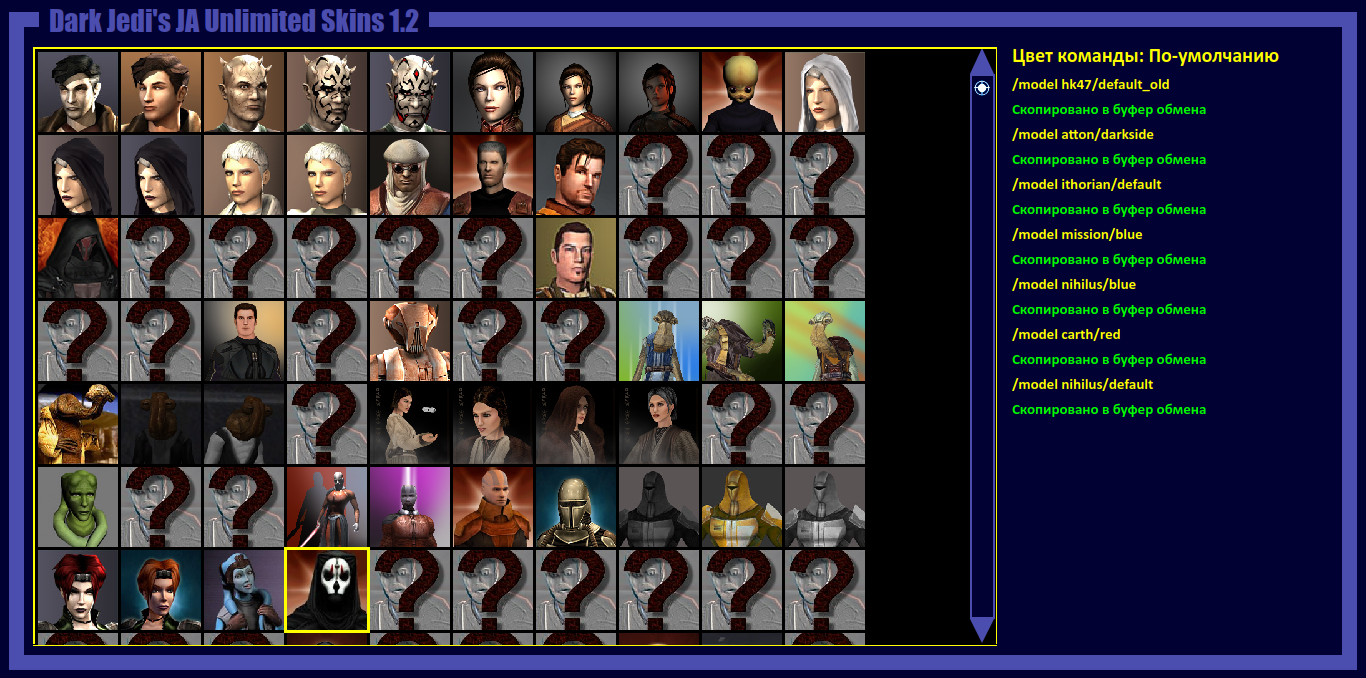 Dark Jedi's JA Unlimited Skins 1.2
Цвет команды: По-умолчанию
/model hk47/default_old
Скопировано в буфер обмена
/model atton/darkside
Скопировано в буфер обмена
/model ithorian/default
Скопировано в буфер обмена
/model mission/blue
Скопировано в буфер обмена
/model nihilus/blue
Скопировано в буфер обмена
/model carth/red
Скопировано в буфер обмена
/model nihilus/default
Скопировано в буфер обмена